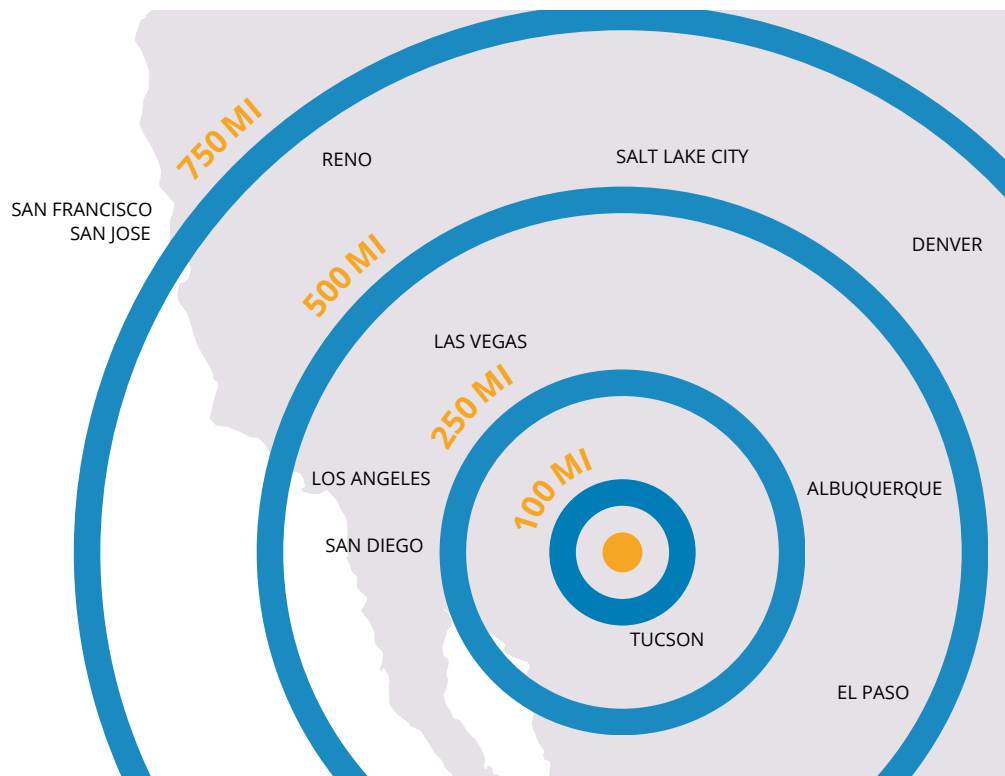 750 MI
RENO
SALT LAKE CITY
SAN FRANCISCO
SAN JOSE
DENVER
500 MI
LAS VEGAS
250 MI
LOS ANGELES
100 MI
ALBUQUERQUE
SAN DIEGO
TUCSON
EL PASO